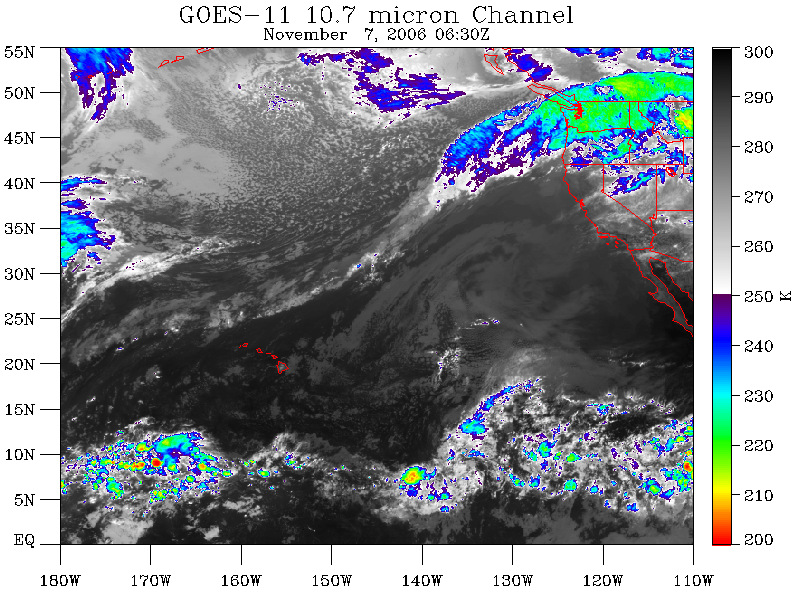 GOES-11 10.7 micron Channel
November 7, 2006 06:30Z
55N
50N
45N
40N
35N
30N
25N
20N
15N
10N
5N
EQ
180W
170W
160W
150W
140W
130W
120W
110W
300
290
280
270
260
250
240
230
220
210
200
K